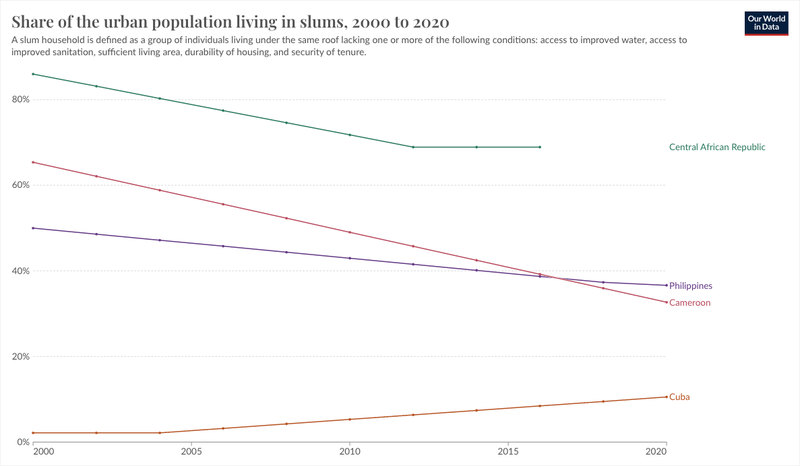 Share of the urban population living in slums, 2000 to 2020
Our World
in Data
A slum household is defined as a group of individuals living under the same roof lacking one or more of the following conditions: access to improved water, access to
improved sanitation, sufficient living area, durability of housing, and security of tenure.
80%
60%
40%
20%
0%
Central African Republic
Philippines
Cameroon
Cuba
2000
2005
2010
2015
2020